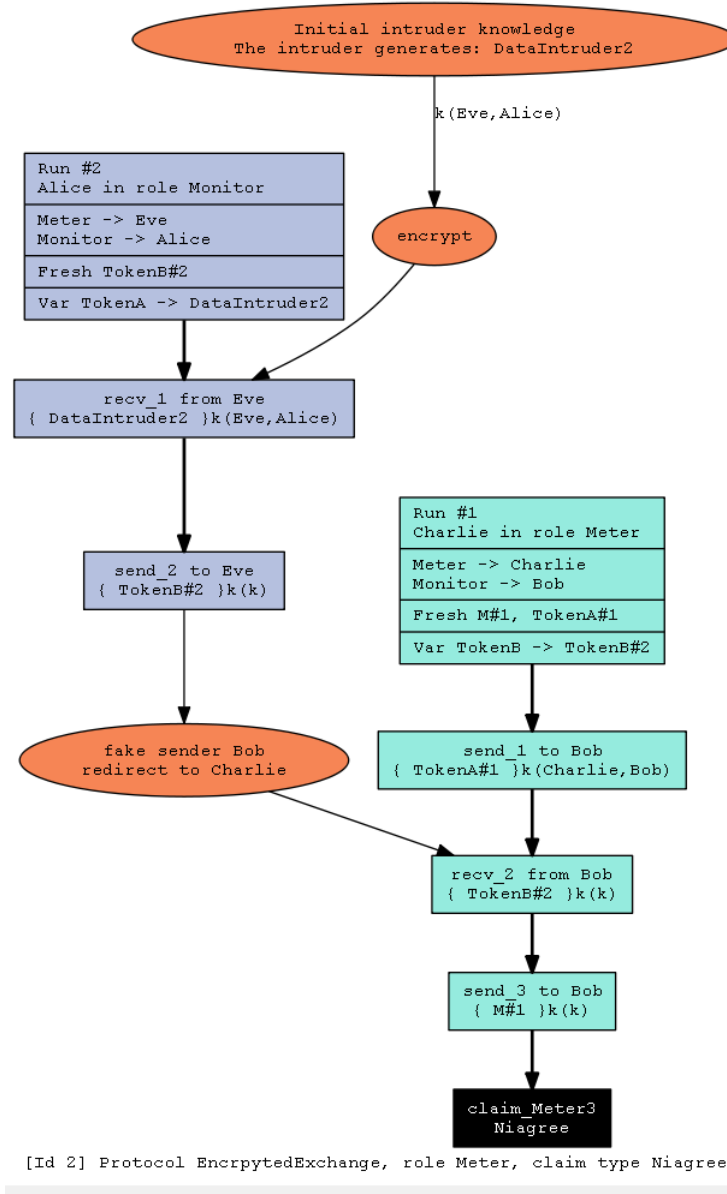 Initial intruder knowledge
The intruder generates: DataIntruder2
k(Eve,Alice)
Run #2
Alice in role Monitor
Meter -> Eve
Monitor -> Alice
Fresh TokenB#2
Var TokenA -> DataIntruder2
encrypt
recv_1 from Eve
{ DataIntruder2 }k(Eve,Alice)
send_2 to Eve
{ TokenB#2 }k(k)
fake sender Bob
redirect to Charlie
Run #1
Charlie in role Meter
Meter -> Charlie
Monitor -> Bob
Fresh M#1, TokenA#1
Var TokenB -> TokenB#2
send_1 to Bob
{ TokenA#1 }k(Charlie,Bob)
recv_2 from Bob
{ TokenB#2 }k(k)
send_3 to Bob
{ M#1 }k(k)
claim_Meter3
Niagree
[Id 2] Protocol EncrpytedExchange, role Meter, claim type Niagree